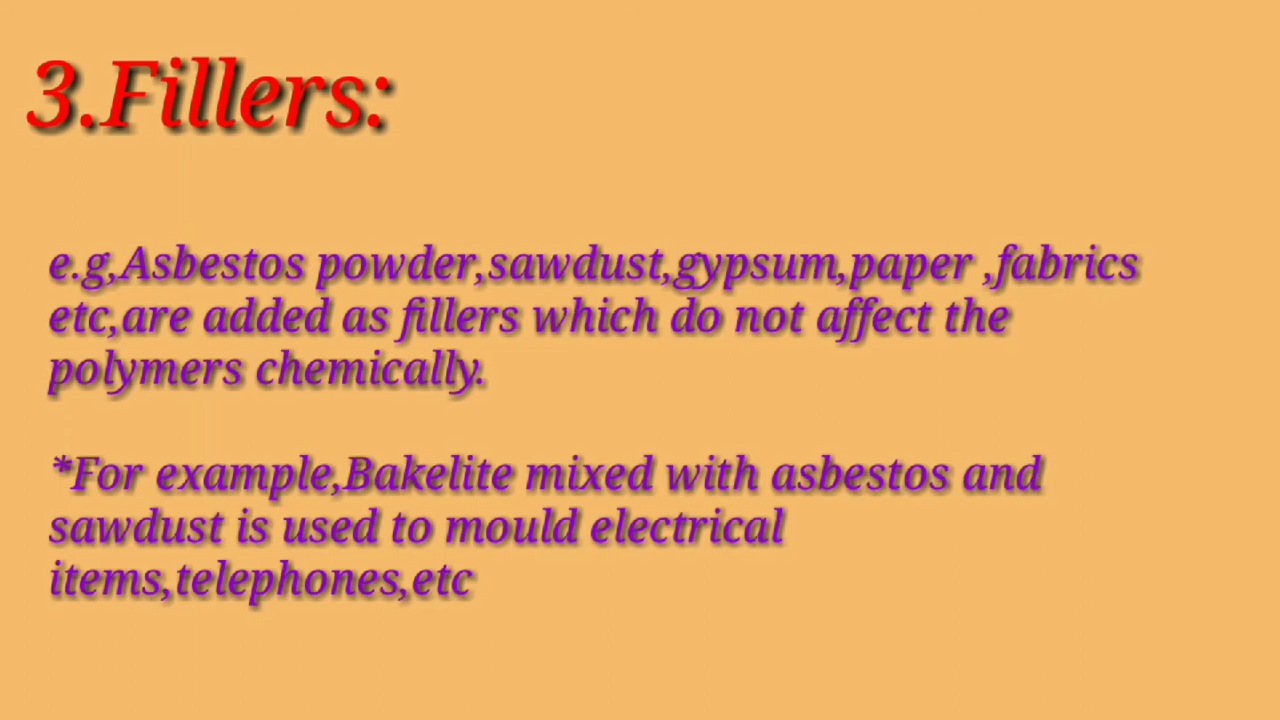 3.Fillers:
e.g,Asbestos powder,sawdust,gypsum,paper ,fabrics
etc,are added as fillers which do not affect the
polymers chemically.
*For example,Bakelite mixed with asbestos and
sawdust is used to mould electrical
items,telephones,etc